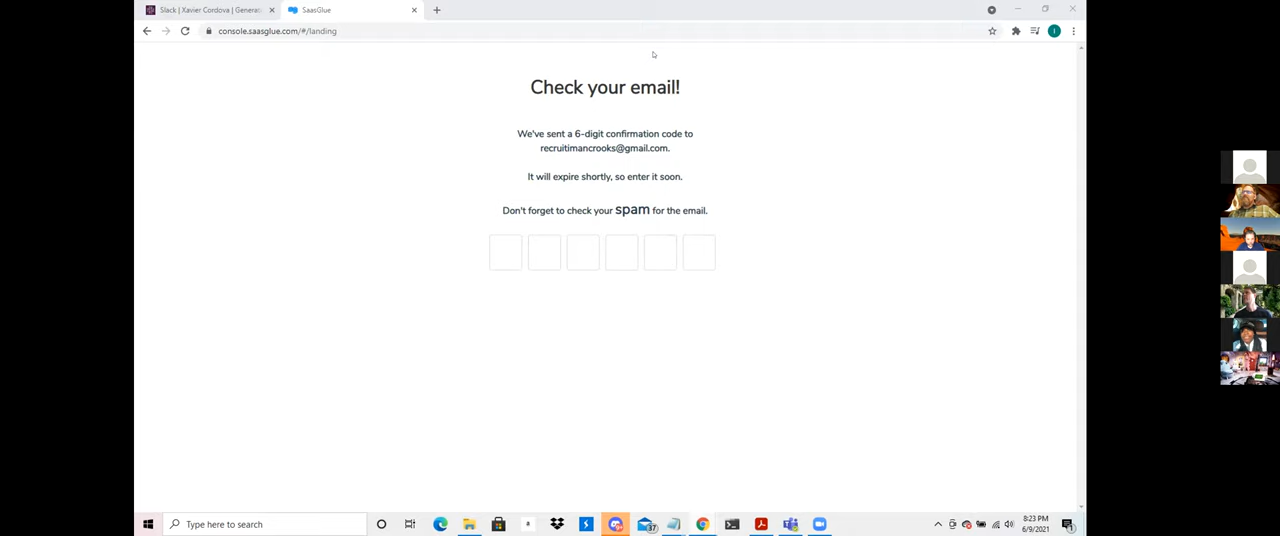 Slack | Xavier Cordova | Generat
SaasGlue
console.saasglue.com/#/landing
Check your email!
We've sent a 6-digit confirmation code to
recruitimancrooks@gmail.com.
It will expire shortly, so enter it soon.
Don't forget to check your spam for the email.
Type here to search
37
8:23 PM
6/9/2021